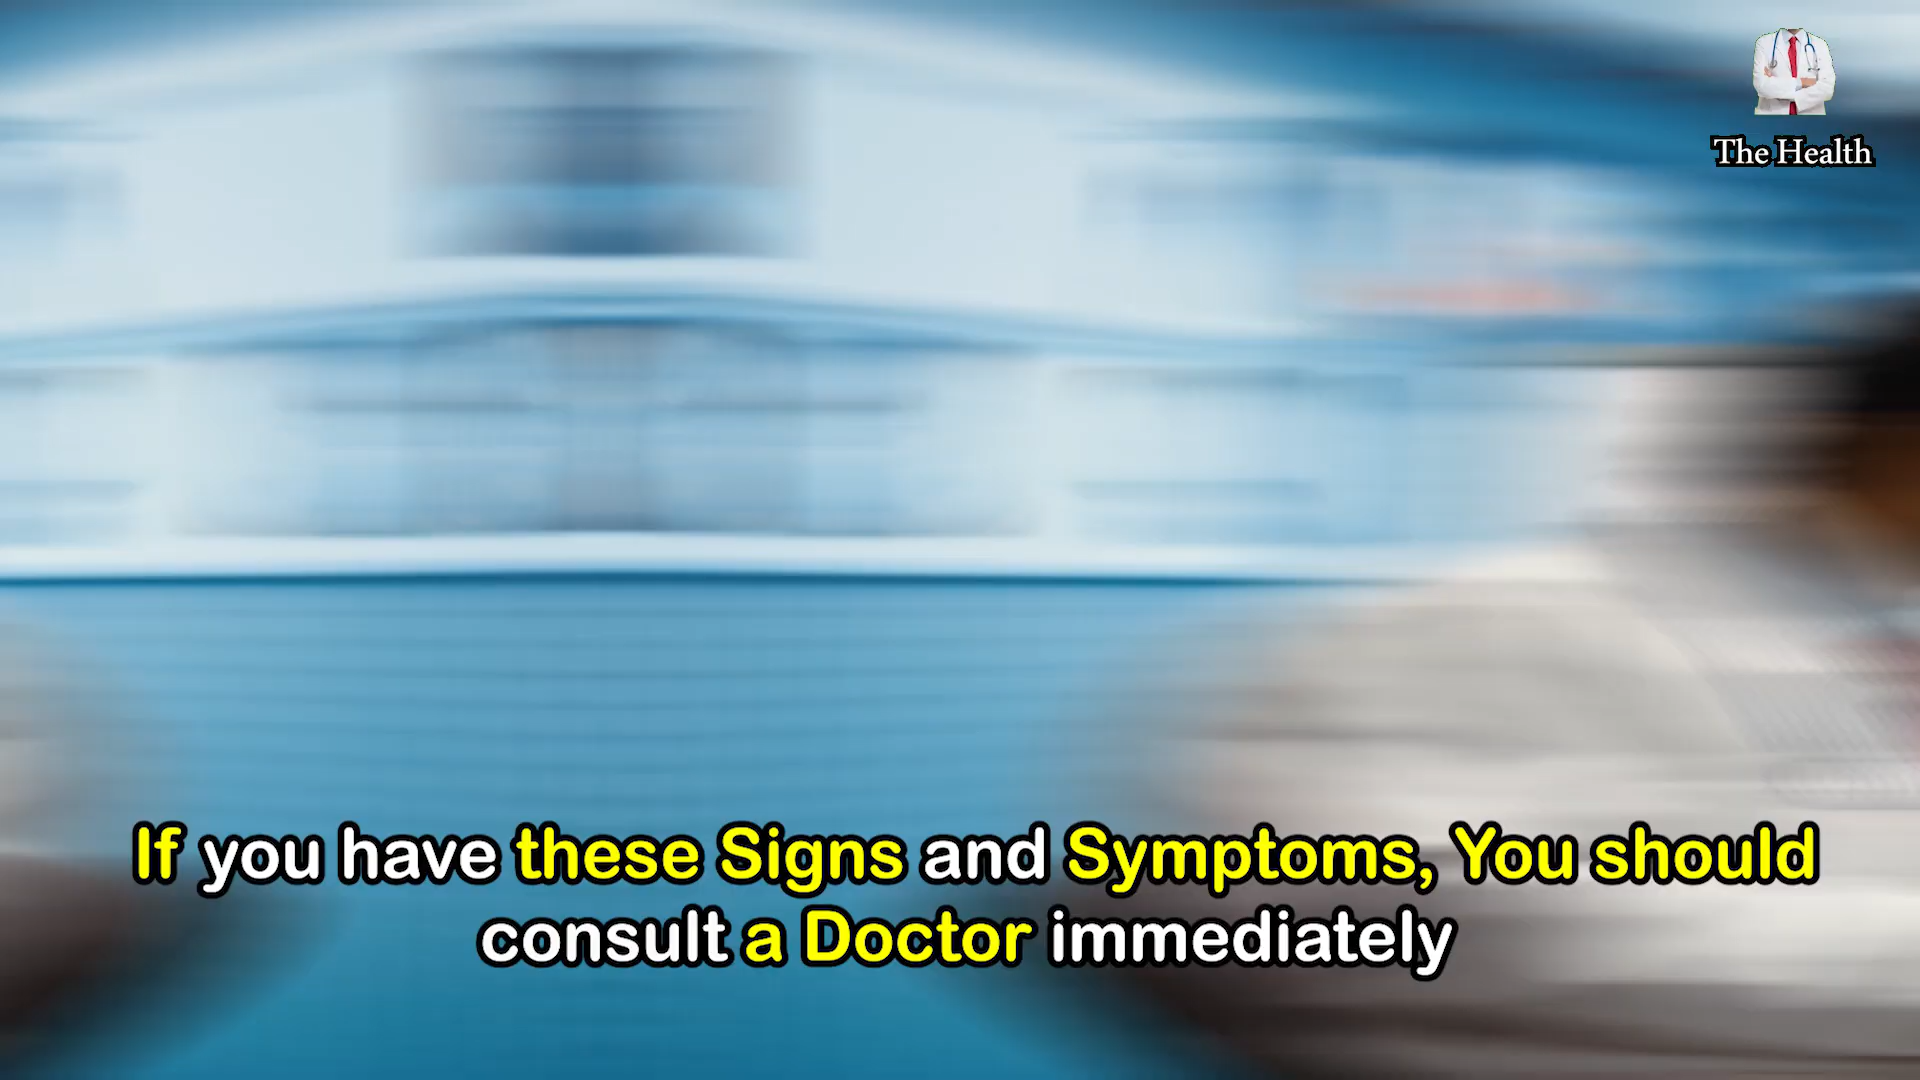 The Health
If you have these Signs and Symptoms, You should
consult a Doctor immediately